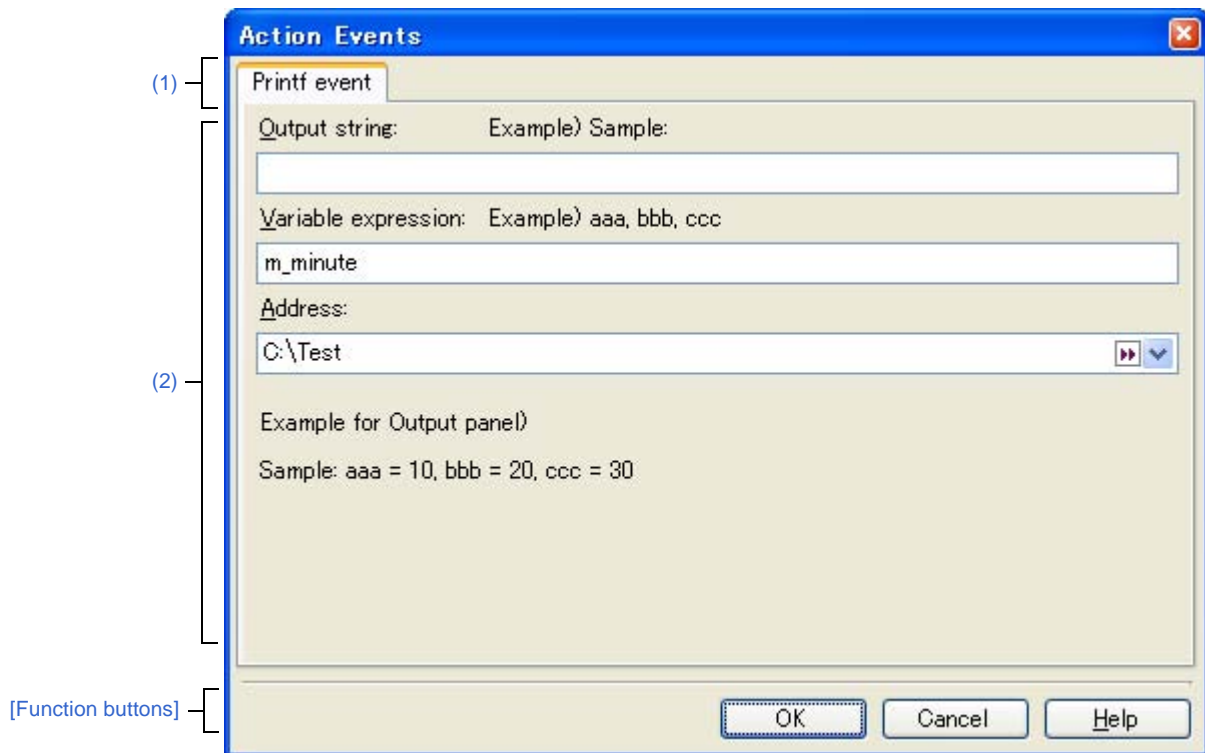 Action Events
(1)
Printf event
Output string: Example) Sample:
Variable expression: Example) aaa, bbb, ccc
m_minute
Address:
C:\Test
(2)
Example for Output panel)
Sample: aaa = 10, bbb = 20, ccc = 30
[Function buttons]
OK Cancel Help